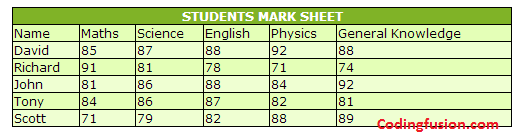 STUDENTS MARK SHEET
Name Maths Science English Physics General Knowledge
David 85 87 88 92 88
Richard 91 81 78 71 74
John 81 86 88 84 92
Tony 84 86 87 82 81
Scott 71 79 82 88 89
Codingfusion.com